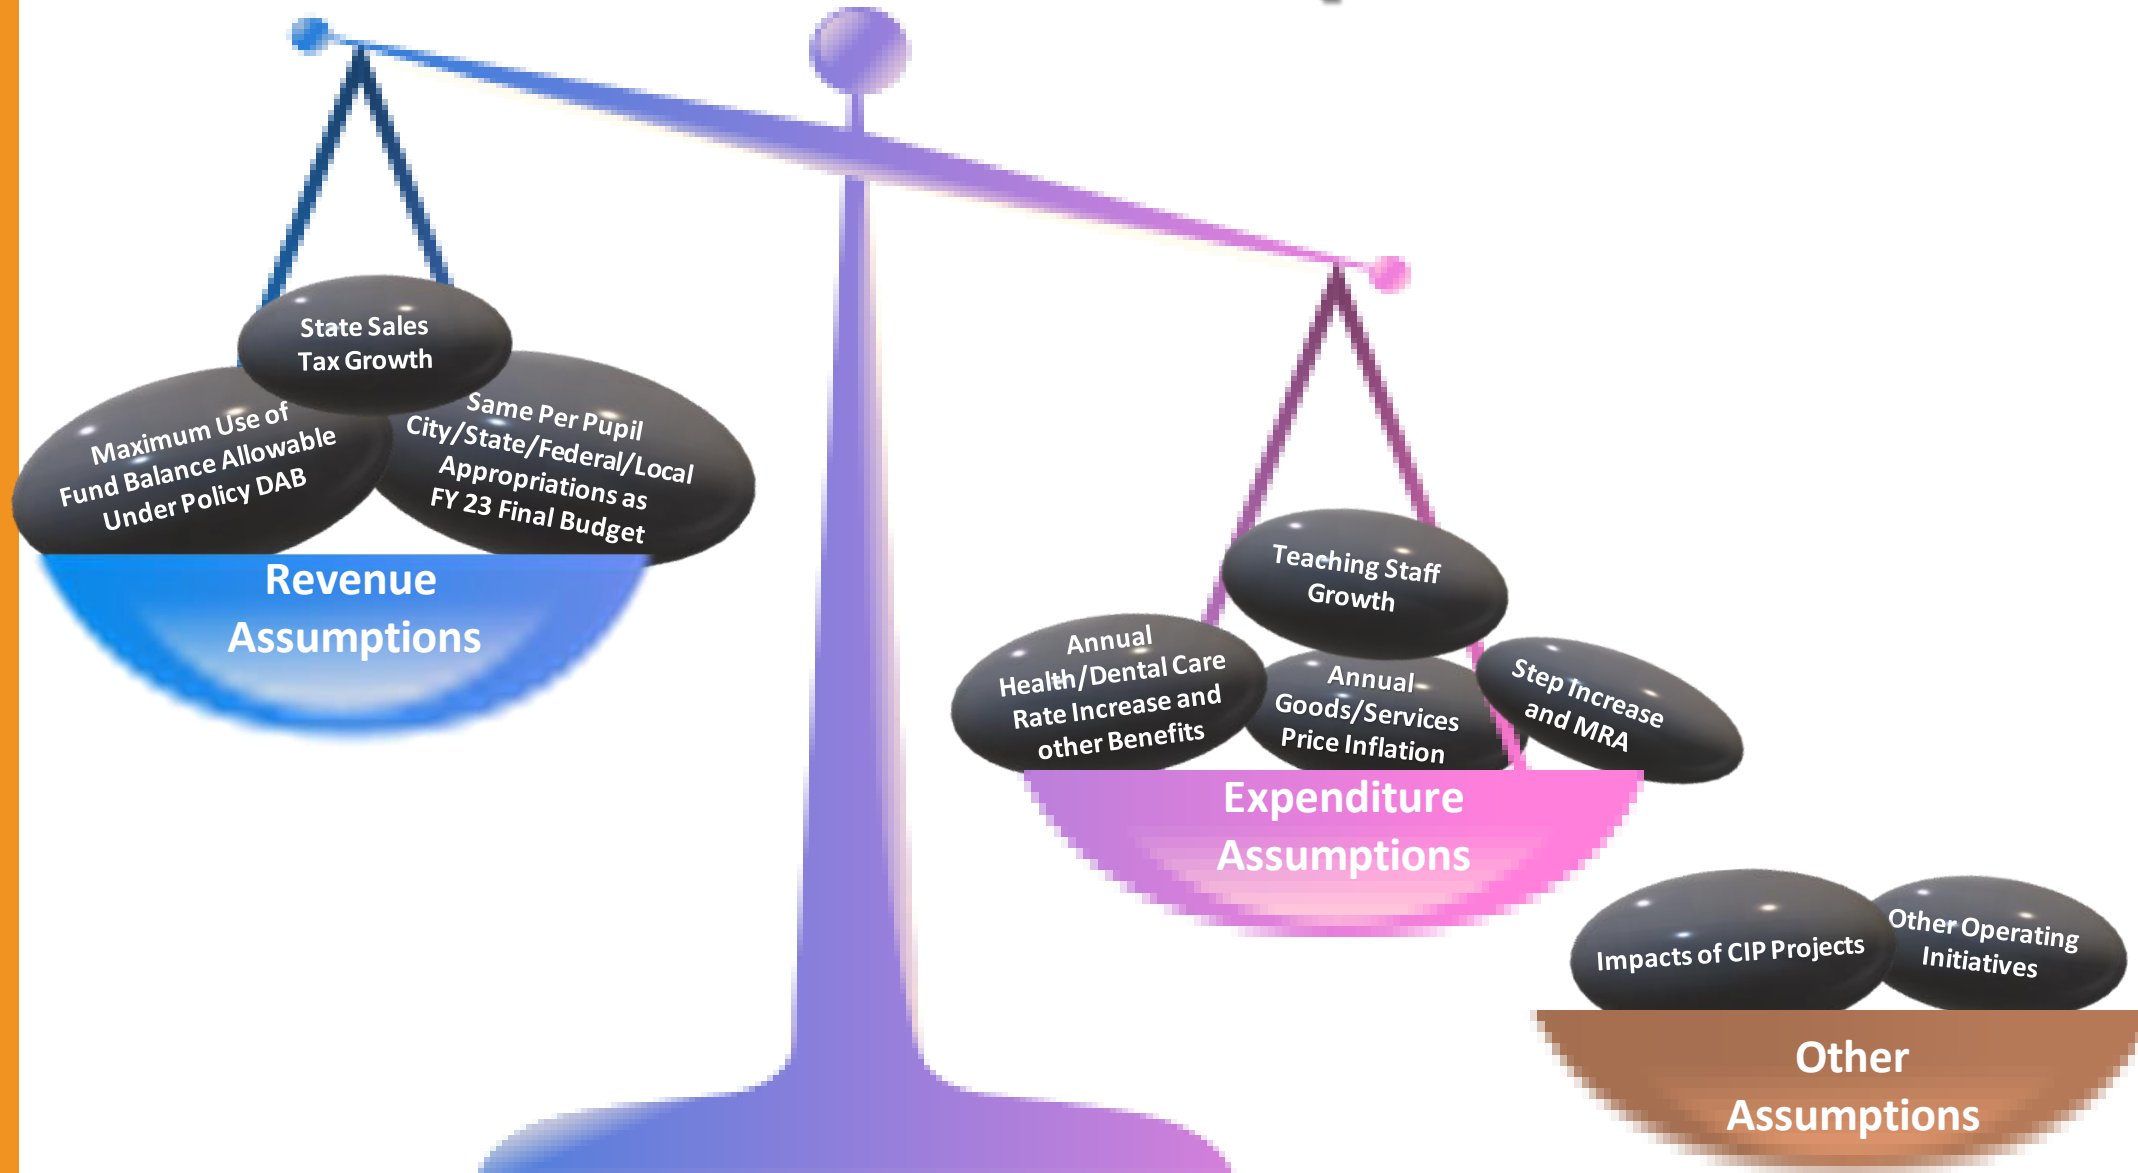 State Sales
Tax Growth
Maximum Use of
Fund Balance Allowable
Under Policy DAB
Same Per Pupil
City/State/Federal/Local
Appropriations as
FY 23 Final Budget
Revenue
Assumptions
Teaching Staff
Growth
Annual
Health/Dental Care
Rate Increase and
other Benefits
Annual
Goods/Services
Price Inflation
Step Increase
and MRA
Expenditure
Assumptions
Impacts of CIP Projects
Other Operating
Initiatives
Other
Assumptions